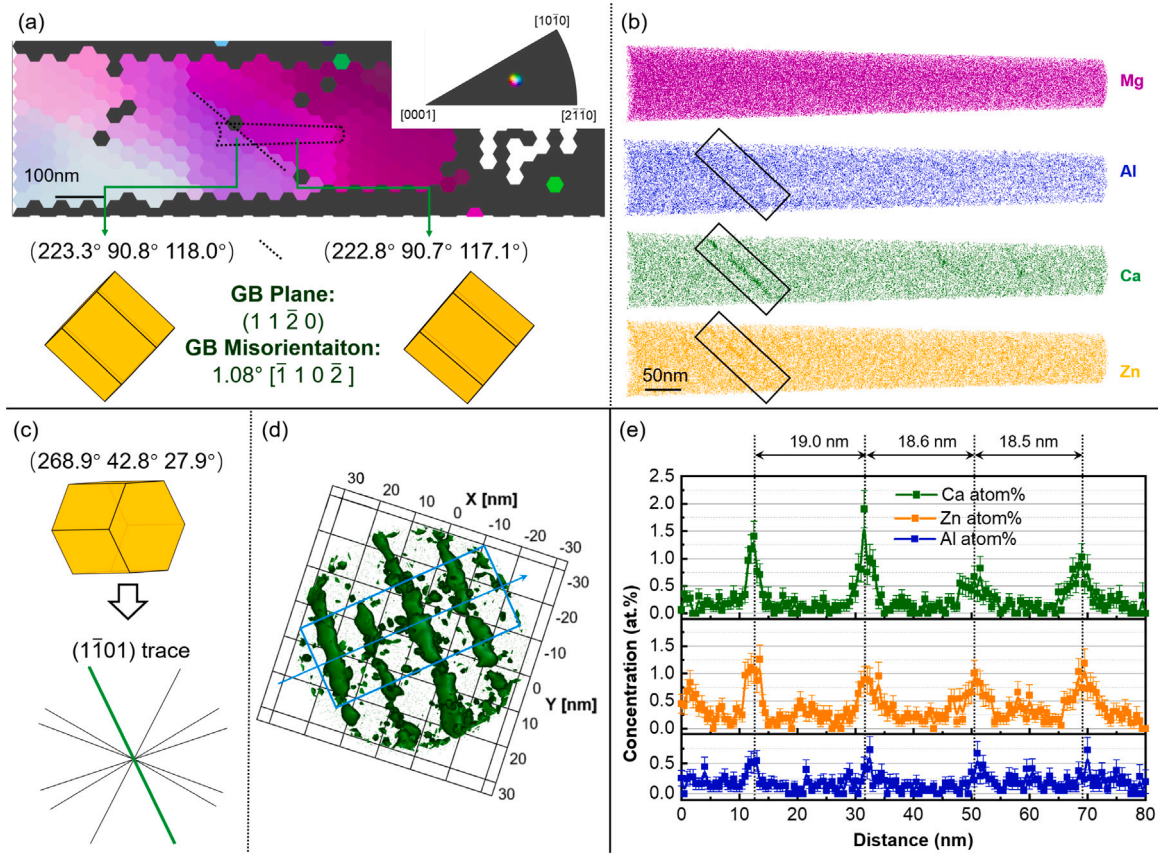 (a)
[101̅0]
[0001]
[21̅1̅0]
100nm
(223.3° 90.8° 118.0°)
(222.8° 90.7° 117.1°)
GB Plane:
(1 1 2̅ 0)
GB Misorientaiton:
1.08° [1̅ 1 0 2̅ ]
(b)
Mg
Al
Ca
Zn
50nm
(c)
(268.9° 42.8° 27.9°)
(11̅01) trace
(d)
30
20
10
0
-10
-20
-30
X [nm]
-30
-20
-10
0
10
20
30
Y [nm]
(e)
19.0 nm
18.6 nm
18.5 nm
Ca atom%
Zn atom%
Al atom%
2.5
2.0
1.5
1.0
0.5
0.0
1.5
1.0
0.5
0.0
0.5
0.0
Concentration (at.%)
0 10 20 30 40 50 60 70 80
Distance (nm)